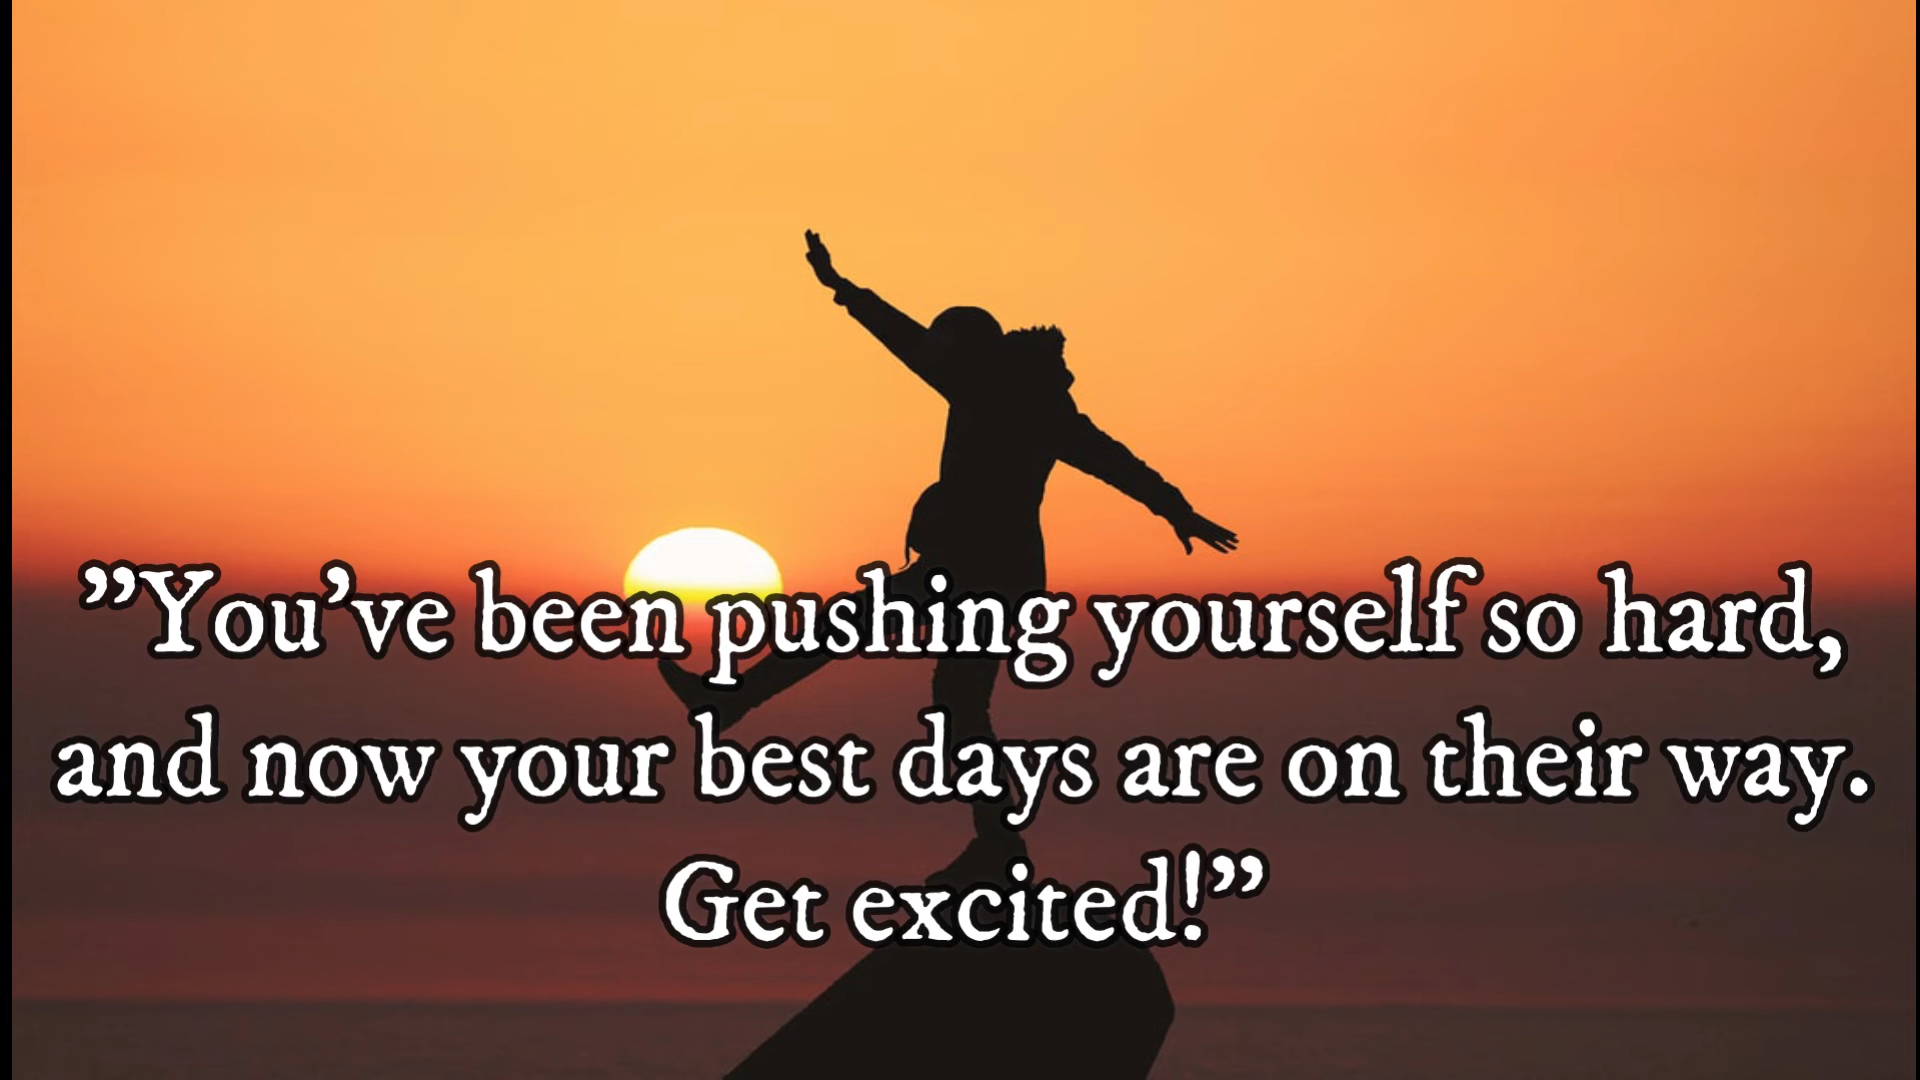 ”You’ve been pushing yourself so hard,
and now your best days are on their way.
Get excited!”